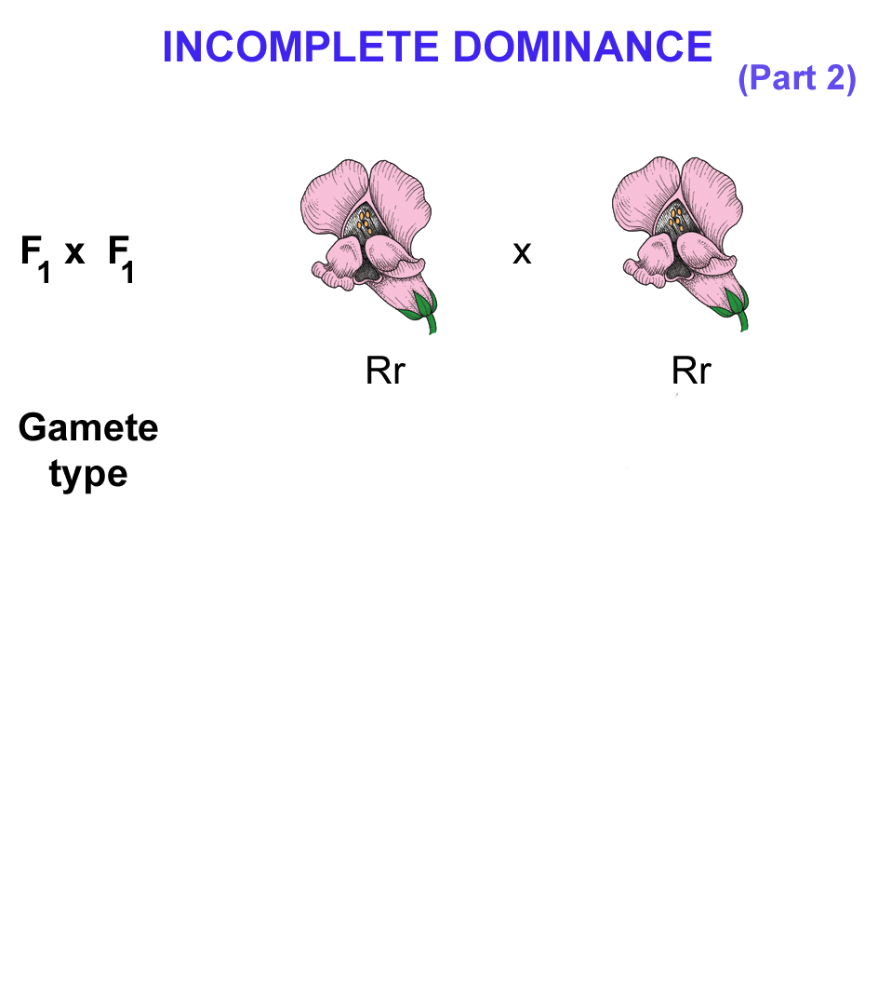 INCOMPLETE DOMINANCE
(Part 2)
F1 x F1
x
Rr
Rr
Gamete
type